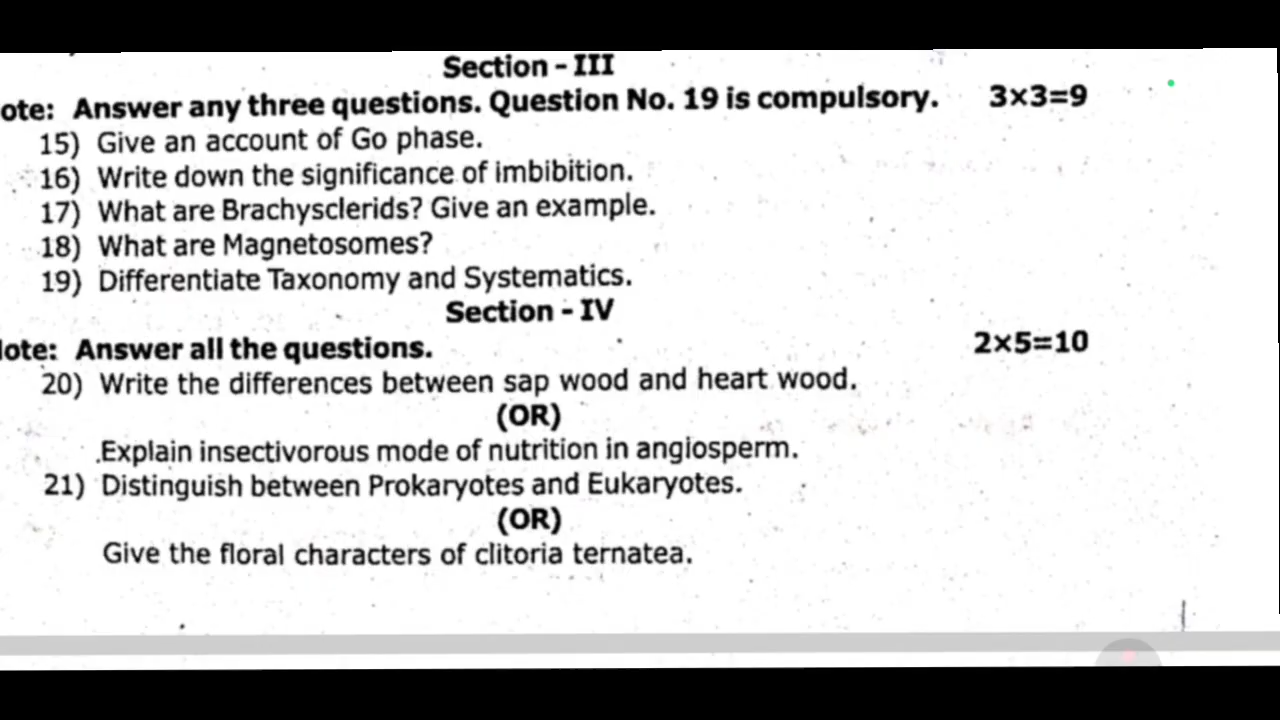 Section - III
ote: Answer any three questions. Question No. 19 is compulsory. 3x3=9
15) Give an account of Go phase.
16) Write down the significance of imbibition.
17) What are Brachysclerids? Give an example.
18) What are Magnetosomes?
19) Differentiate Taxonomy and Systematics.
Section - IV
lote: Answer all the questions. 2x5=10
20) Write the differences between sap wood and heart wood.
(OR)
.Explain insectivorous mode of nutrition in angiosperm.
21) Distinguish between Prokaryotes and Eukaryotes.
(OR)
Give the floral characters of clitoria ternatea.